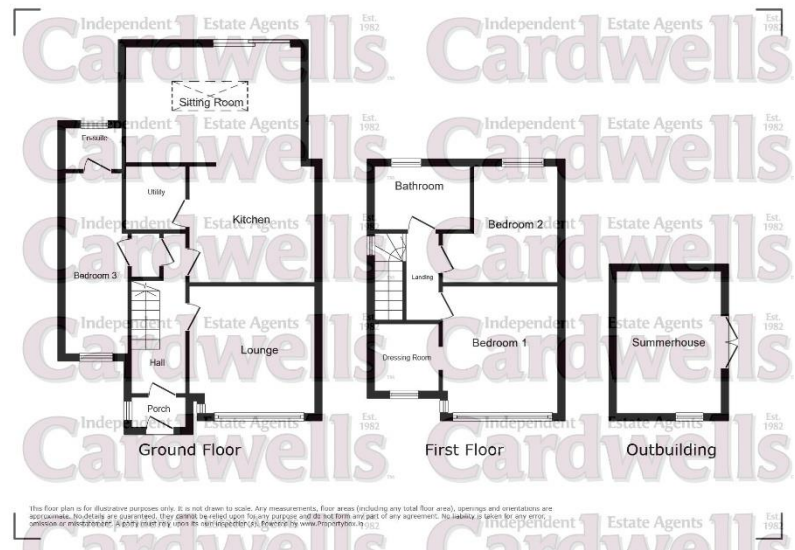 Independent Estate Agents Est. 1982
Cardwells
Sitting Room
Ensuite
Utility
Kitchen
Bedroom 3
Hall
Lounge
Porch
Ground Floor
Bathroom
Bedroom 2
Landing
Dressing Room
Bedroom 1
First Floor
Summerhouse
Outbuilding
This floor plan is for illustrative purposes only. It is not drawn to scale. Any measurements, floor areas (including any total floor area), openings and orientations are
approximate. No details are guaranteed, they cannot be relied upon for any purpose and do not form any part of any agreement. No liability is taken for any error,
omission or misstatement. A party must rely upon its own inspection(s). Powered by www.Propertybox.io